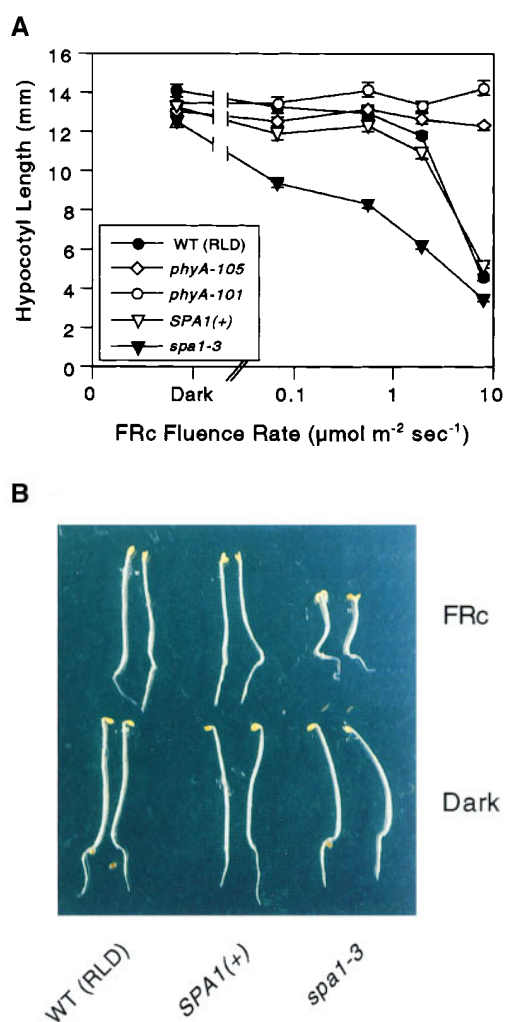 A
16
14
12
10
8
6
4
2
0
Hypocotyl Length (mm)
WT (RLD)
phyA-105
phyA-101
SPA1(+)
spa1-3
0 Dark 0.1 1 10
FRc Fluence Rate (μmol m⁻² sec⁻¹)
B
FRc
Dark
WT (RLD)
SPA1(+)
spa1-3